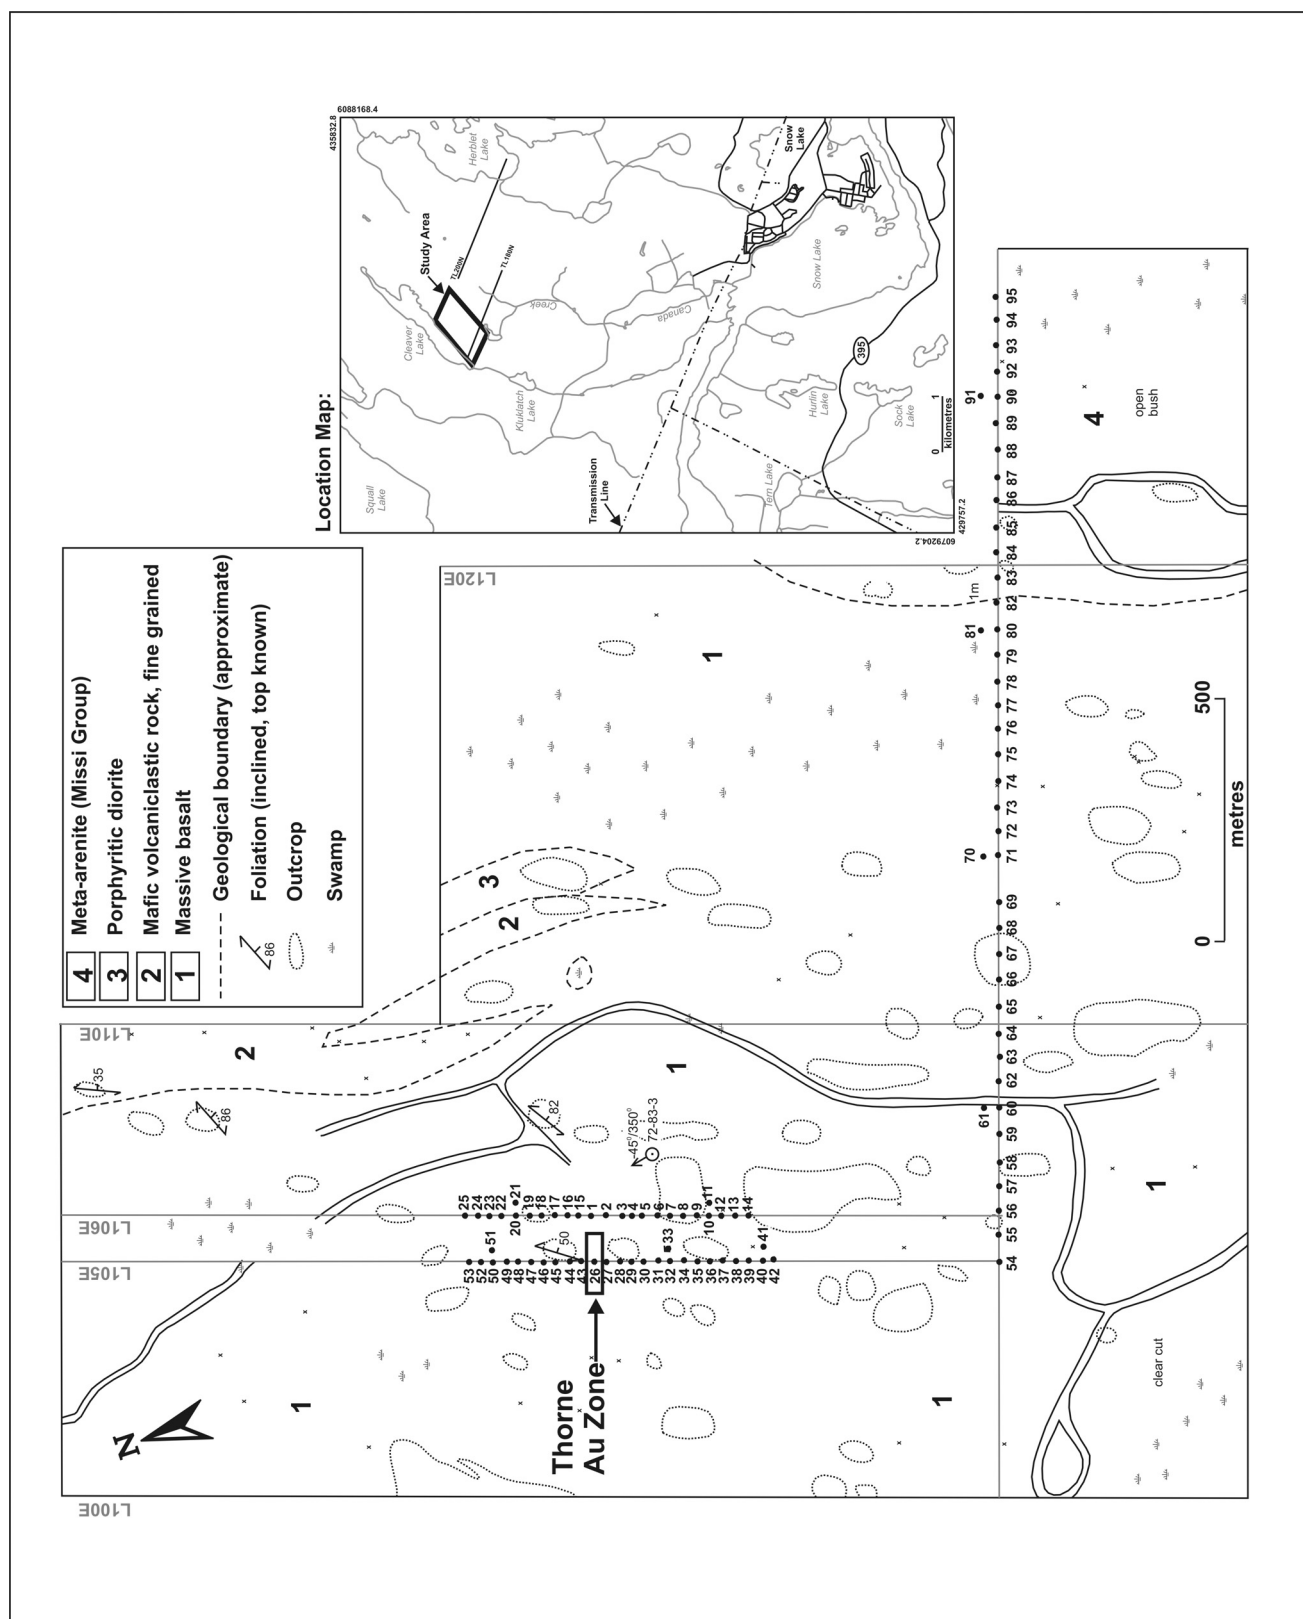 Location Map:
435832.8
6088168.4
Herblet
Lake
Study Area
TL200N
TL180N
Cleaver
Lake
Creek
Canada
Kluklatch
Lake
Squall
Lake
Snow
Lake
Snow Lake
Transmission
Line
Tern Lake
Hurlin
Lake
Sock
Lake
395
0 1
kilometres
429757.2
6079204.2
4 Meta-arenite (Missi Group)
3 Porphyritic diorite
2 Mafic volcaniclastic rock, fine grained
1 Massive basalt
Geological boundary (approximate)
86 Foliation (inclined, top known)
Outcrop
Swamp
L120E
L110E
L106E
L105E
L100E
N
35
86
82
50
2
2
3
1
1
1
1
1
4
open
bush
clear cut
1m
-45°/350°
72-83-3
Thorne
Au Zone
25
24
23
22
21
20
19
18
17
16
15
1
2
3
4
5
6
7
8
9
10
11
12
13
14
53
52
51
50
49
48
47
46
45
44
43
26
27
28
29
30
31
32
33
34
35
36
37
38
39
40
41
42
54
55
56
57
58
59
60
61
62
63
64
65
66
67
68
69
70
71
72
73
74
75
76
77
78
79
80
81
82
83
84
85
86
87
88
89
90
91
92
93
94
95
0 500
metres